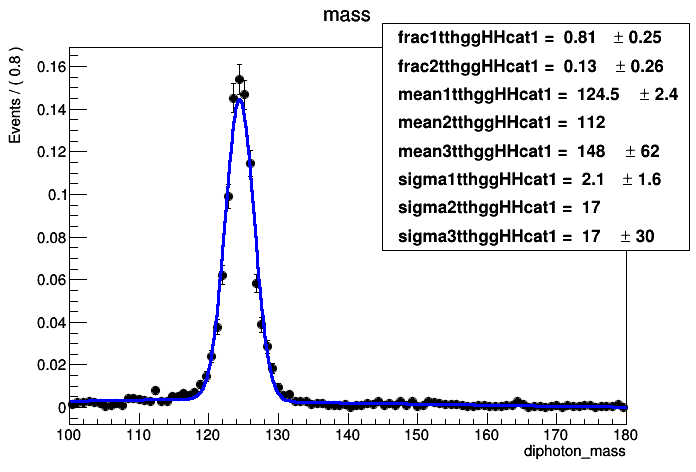 mass
frac1tthggHHcat1 = 0.81 ± 0.25
frac2tthggHHcat1 = 0.13 ± 0.26
mean1tthggHHcat1 = 124.5 ± 2.4
mean2tthggHHcat1 = 112
mean3tthggHHcat1 = 148 ± 62
sigma1tthggHHcat1 = 2.1 ± 1.6
sigma2tthggHHcat1 = 17
sigma3tthggHHcat1 = 17 ± 30
Events / ( 0.8 )
0.16
0.14
0.12
0.1
0.08
0.06
0.04
0.02
0
100 110 120 130 140 150 160 170 180
diphoton_mass